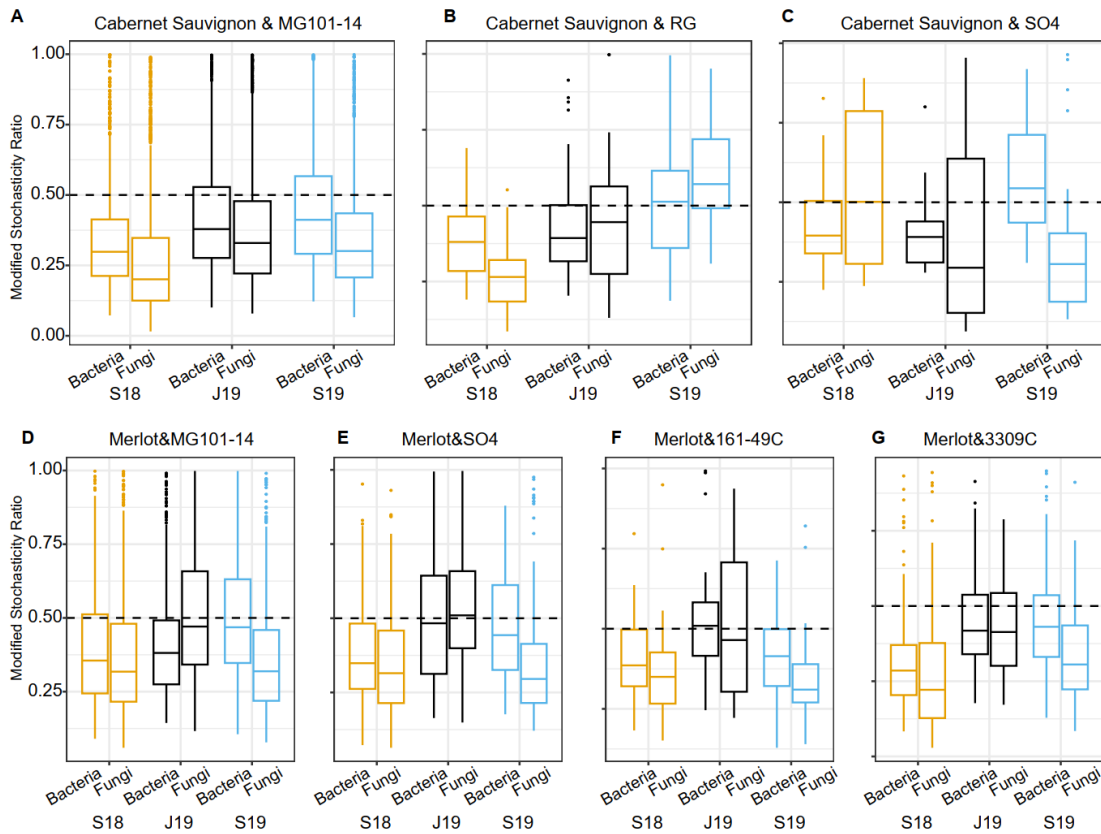 A
Cabernet Sauvignon & MG101-14
B
Cabernet Sauvignon & RG
C
Cabernet Sauvignon & SO4
Modified Stochasticity Ratio
1.00
0.75
0.50
0.25
0.00
Bacteria Fungi Bacteria Fungi Bacteria Fungi
S18 J19 S19
Bacteria Fungi Bacteria Fungi Bacteria Fungi
S18 J19 S19
Bacteria Fungi Bacteria Fungi Bacteria Fungi
S18 J19 S19
D
Merlot&MG101-14
E
Merlot&SO4
F
Merlot&161-49C
G
Merlot&3309C
Modified Stochasticity Ratio
1.00
0.75
0.50
0.25
Bacteria Fungi Bacteria Fungi Bacteria Fungi
S18 J19 S19
Bacteria Fungi Bacteria Fungi Bacteria Fungi
S18 J19 S19
Bacteria Fungi Bacteria Fungi Bacteria Fungi
S18 J19 S19
Bacteria Fungi Bacteria Fungi Bacteria Fungi
S18 J19 S19